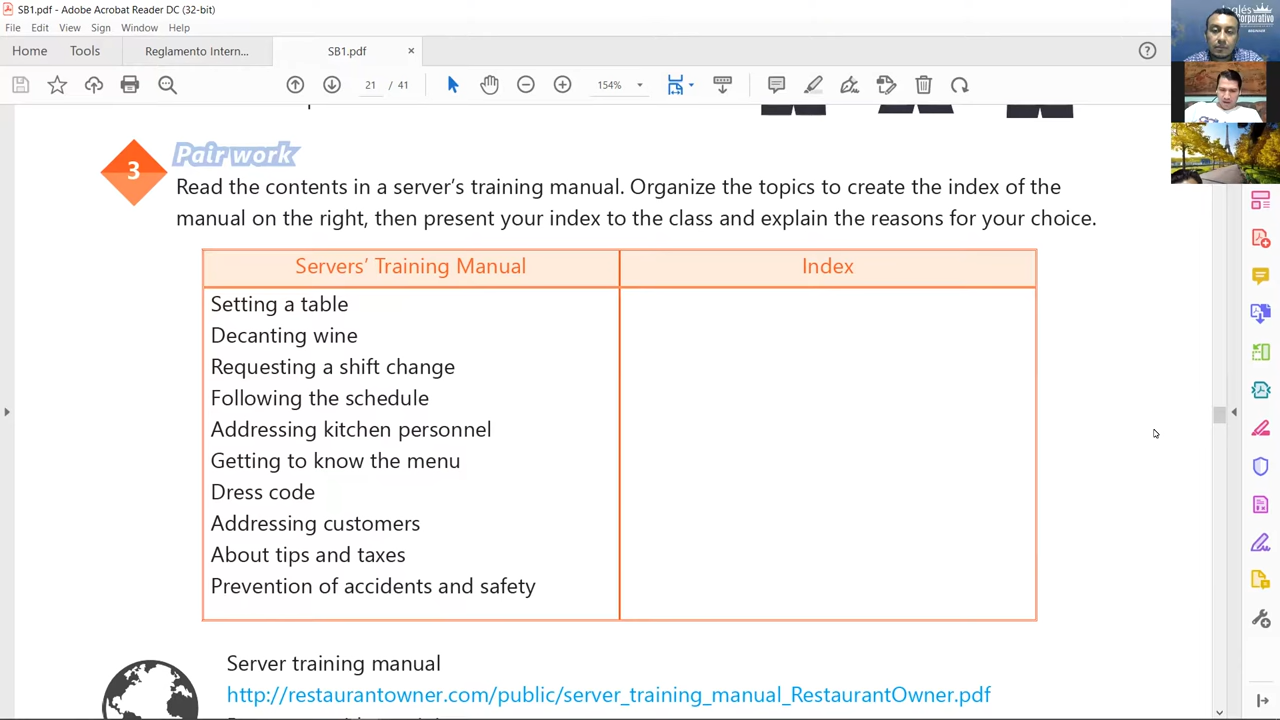 SB1.pdf - Adobe Acrobat Reader DC (32-bit)
File Edit View Sign Window Help
Home Tools Reglamento Intern... SB1.pdf ×
21 / 41 154%
3 Pair work
Read the contents in a server's training manual. Organize the topics to create the index of the
manual on the right, then present your index to the class and explain the reasons for your choice.
Servers' Training Manual Index
Setting a table
Decanting wine
Requesting a shift change
Following the schedule
Addressing kitchen personnel
Getting to know the menu
Dress code
Addressing customers
About tips and taxes
Prevention of accidents and safety
Server training manual
http://restaurantowner.com/public/server_training_manual_RestaurantOwner.pdf